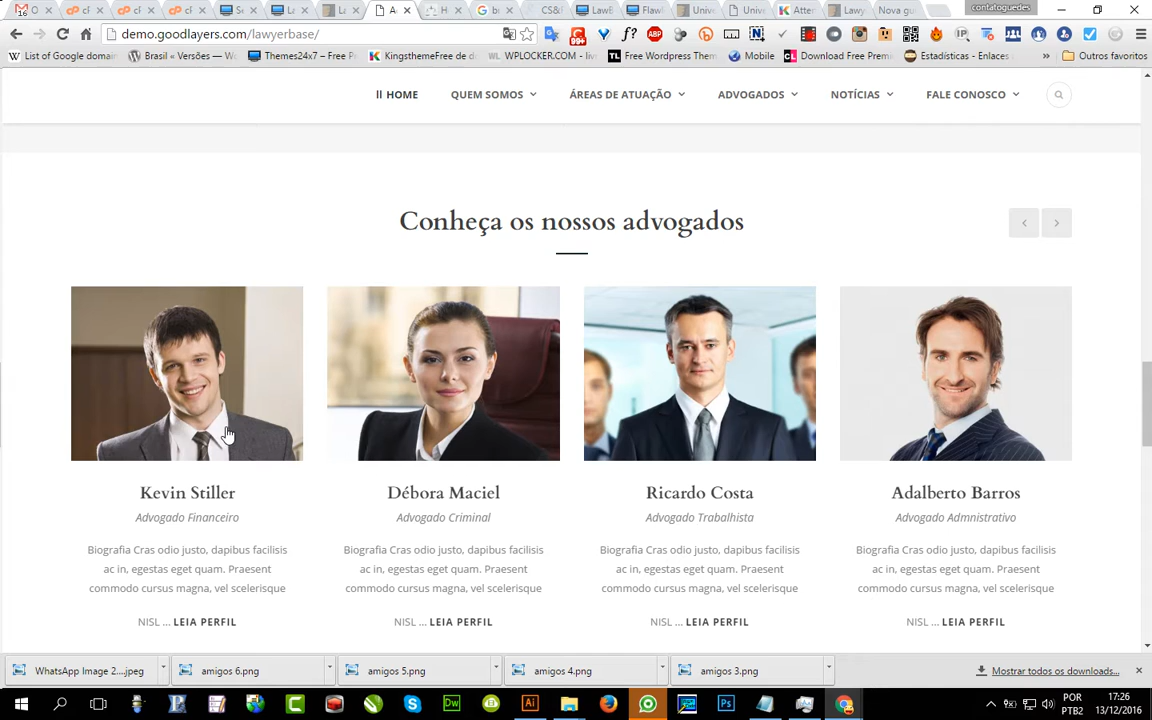 contatoguedes
demo.goodlayers.com/lawyerbase/
List of Google domain
Brasil « Versões — W
Themes24x7 – Free P
KingsthemeFree de d
WPLOCKER.COM - liv
Free Wordpress Them
Mobile
Download Free Prem
Estadísticas - Enlaces
»
Outros favoritos
II HOME
QUEM SOMOS
ÁREAS DE ATUAÇÃO
ADVOGADOS
NOTÍCIAS
FALE CONOSCO
Conheça os nossos advogados
Kevin Stiller
Advogado Financeiro
Biografia Cras odio justo, dapibus facilisis
ac in, egestas eget quam. Praesent
commodo cursus magna, vel scelerisque
NISL ... LEIA PERFIL
Débora Maciel
Advogado Criminal
Biografia Cras odio justo, dapibus facilisis
ac in, egestas eget quam. Praesent
commodo cursus magna, vel scelerisque
NISL ... LEIA PERFIL
Ricardo Costa
Advogado Trabalhista
Biografia Cras odio justo, dapibus facilisis
ac in, egestas eget quam. Praesent
commodo cursus magna, vel scelerisque
NISL ... LEIA PERFIL
Adalberto Barros
Advogado Admnistrativo
Biografia Cras odio justo, dapibus facilisis
ac in, egestas eget quam. Praesent
commodo cursus magna, vel scelerisque
NISL ... LEIA PERFIL
WhatsApp Image 2....jpeg
amigos 6.png
amigos 5.png
amigos 4.png
amigos 3.png
Mostrar todos os downloads...
POR
PTB2
17:26
13/12/2016